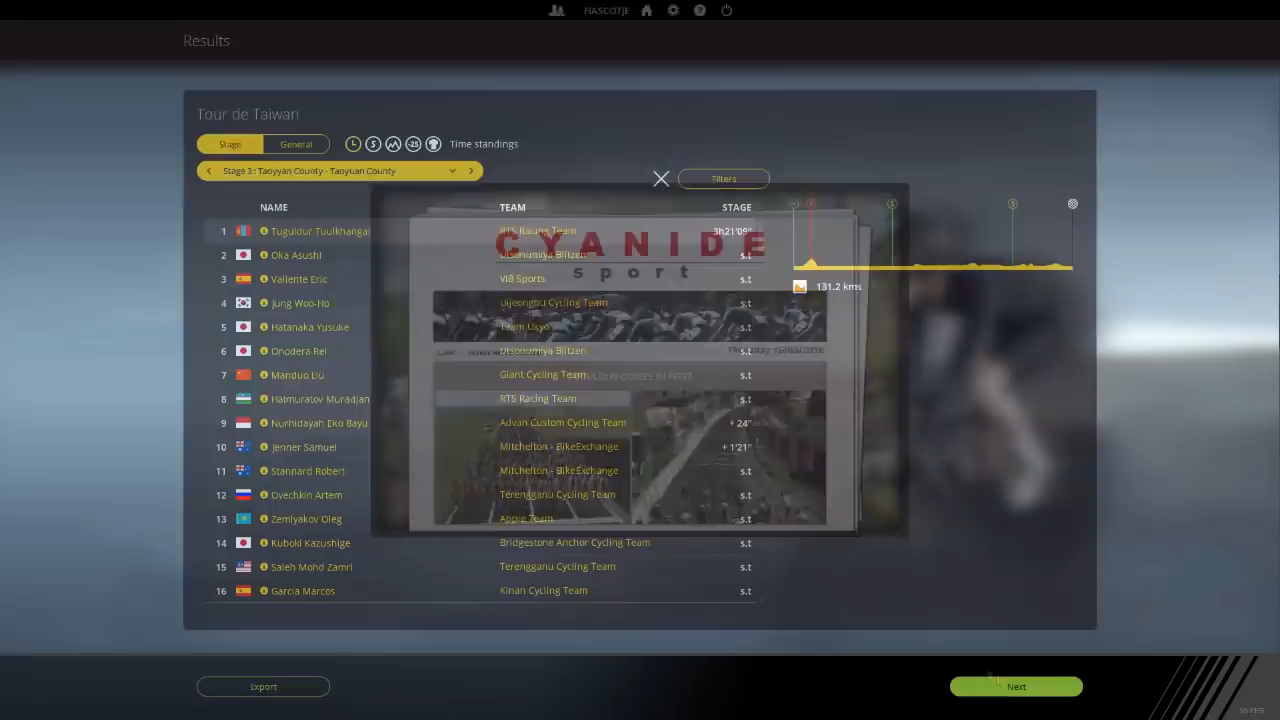 FIASCOTJE
Results
Tour de Taiwan
Stage General Time standings
Stage 3 : Taoyyan County - Taoyuan County
Filters
NAME TEAM STAGE
1 Tuguldur Tuulkhangai RTS Racing Team 3h21'09"
2 Oka Asushi Utsonumiya Blitzen s.t
3 Valiente Eric VIB Sports s.t
4 Jung Woo-Ho Uijeongbu Cycling Team s.t
5 Hatanaka Yusuke Team Ukyo s.t
6 Onodera Rei Utsonumiya Blitzen s.t
7 Manduo Liu Giant Cycling Team s.t
8 Halmuratov Muradjan RTS Racing Team s.t
9 Nurhidayah Eko Bayu Advan Custom Cycling Team + 24"
10 Jenner Samuel Mitchelton - BikeExchange + 1'21"
11 Stannard Robert Mitchelton - BikeExchange s.t
12 Ovechkin Artem Terengganu Cycling Team s.t
13 Zemlyakov Oleg Apple Team s.t
14 Kuboki Kazushige Bridgestone Anchor Cycling Team s.t
15 Saleh Mohd Zamri Terengganu Cycling Team s.t
16 Garcia Marcos Kinan Cycling Team s.t
131.2 kms
CYANIDE
sport
Export
Next